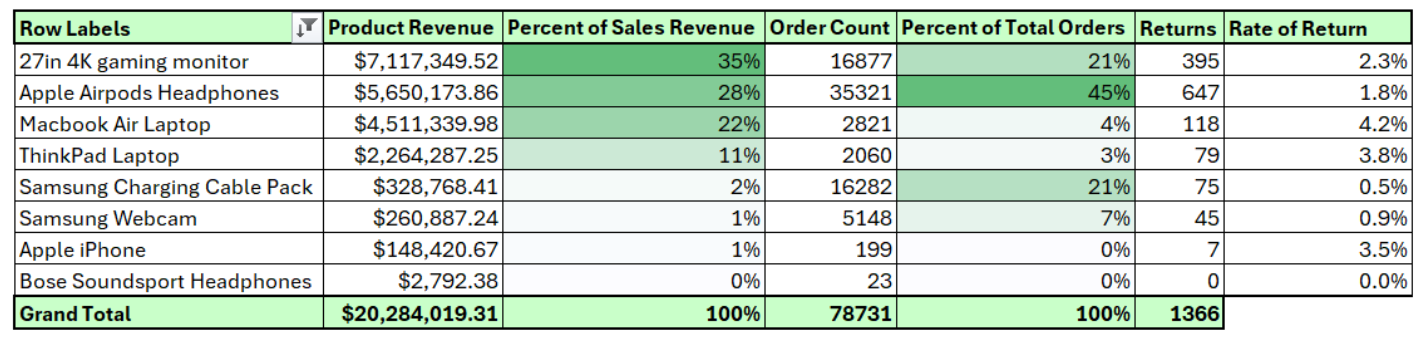 Row Labels Product Revenue Percent of Sales Revenue Order Count Percent of Total Orders Returns Rate of Return
27in 4K gaming monitor $7,117,349.52 35% 16877 21% 395 2.3%
Apple Airpods Headphones $5,650,173.86 28% 35321 45% 647 1.8%
Macbook Air Laptop $4,511,339.98 22% 2821 4% 118 4.2%
ThinkPad Laptop $2,264,287.25 11% 2060 3% 79 3.8%
Samsung Charging Cable Pack $328,768.41 2% 16282 21% 75 0.5%
Samsung Webcam $260,887.24 1% 5148 7% 45 0.9%
Apple iPhone $148,420.67 1% 199 0% 7 3.5%
Bose Soundsport Headphones $2,792.38 0% 23 0% 0 0.0%
Grand Total $20,284,019.31 100% 78731 100% 1366